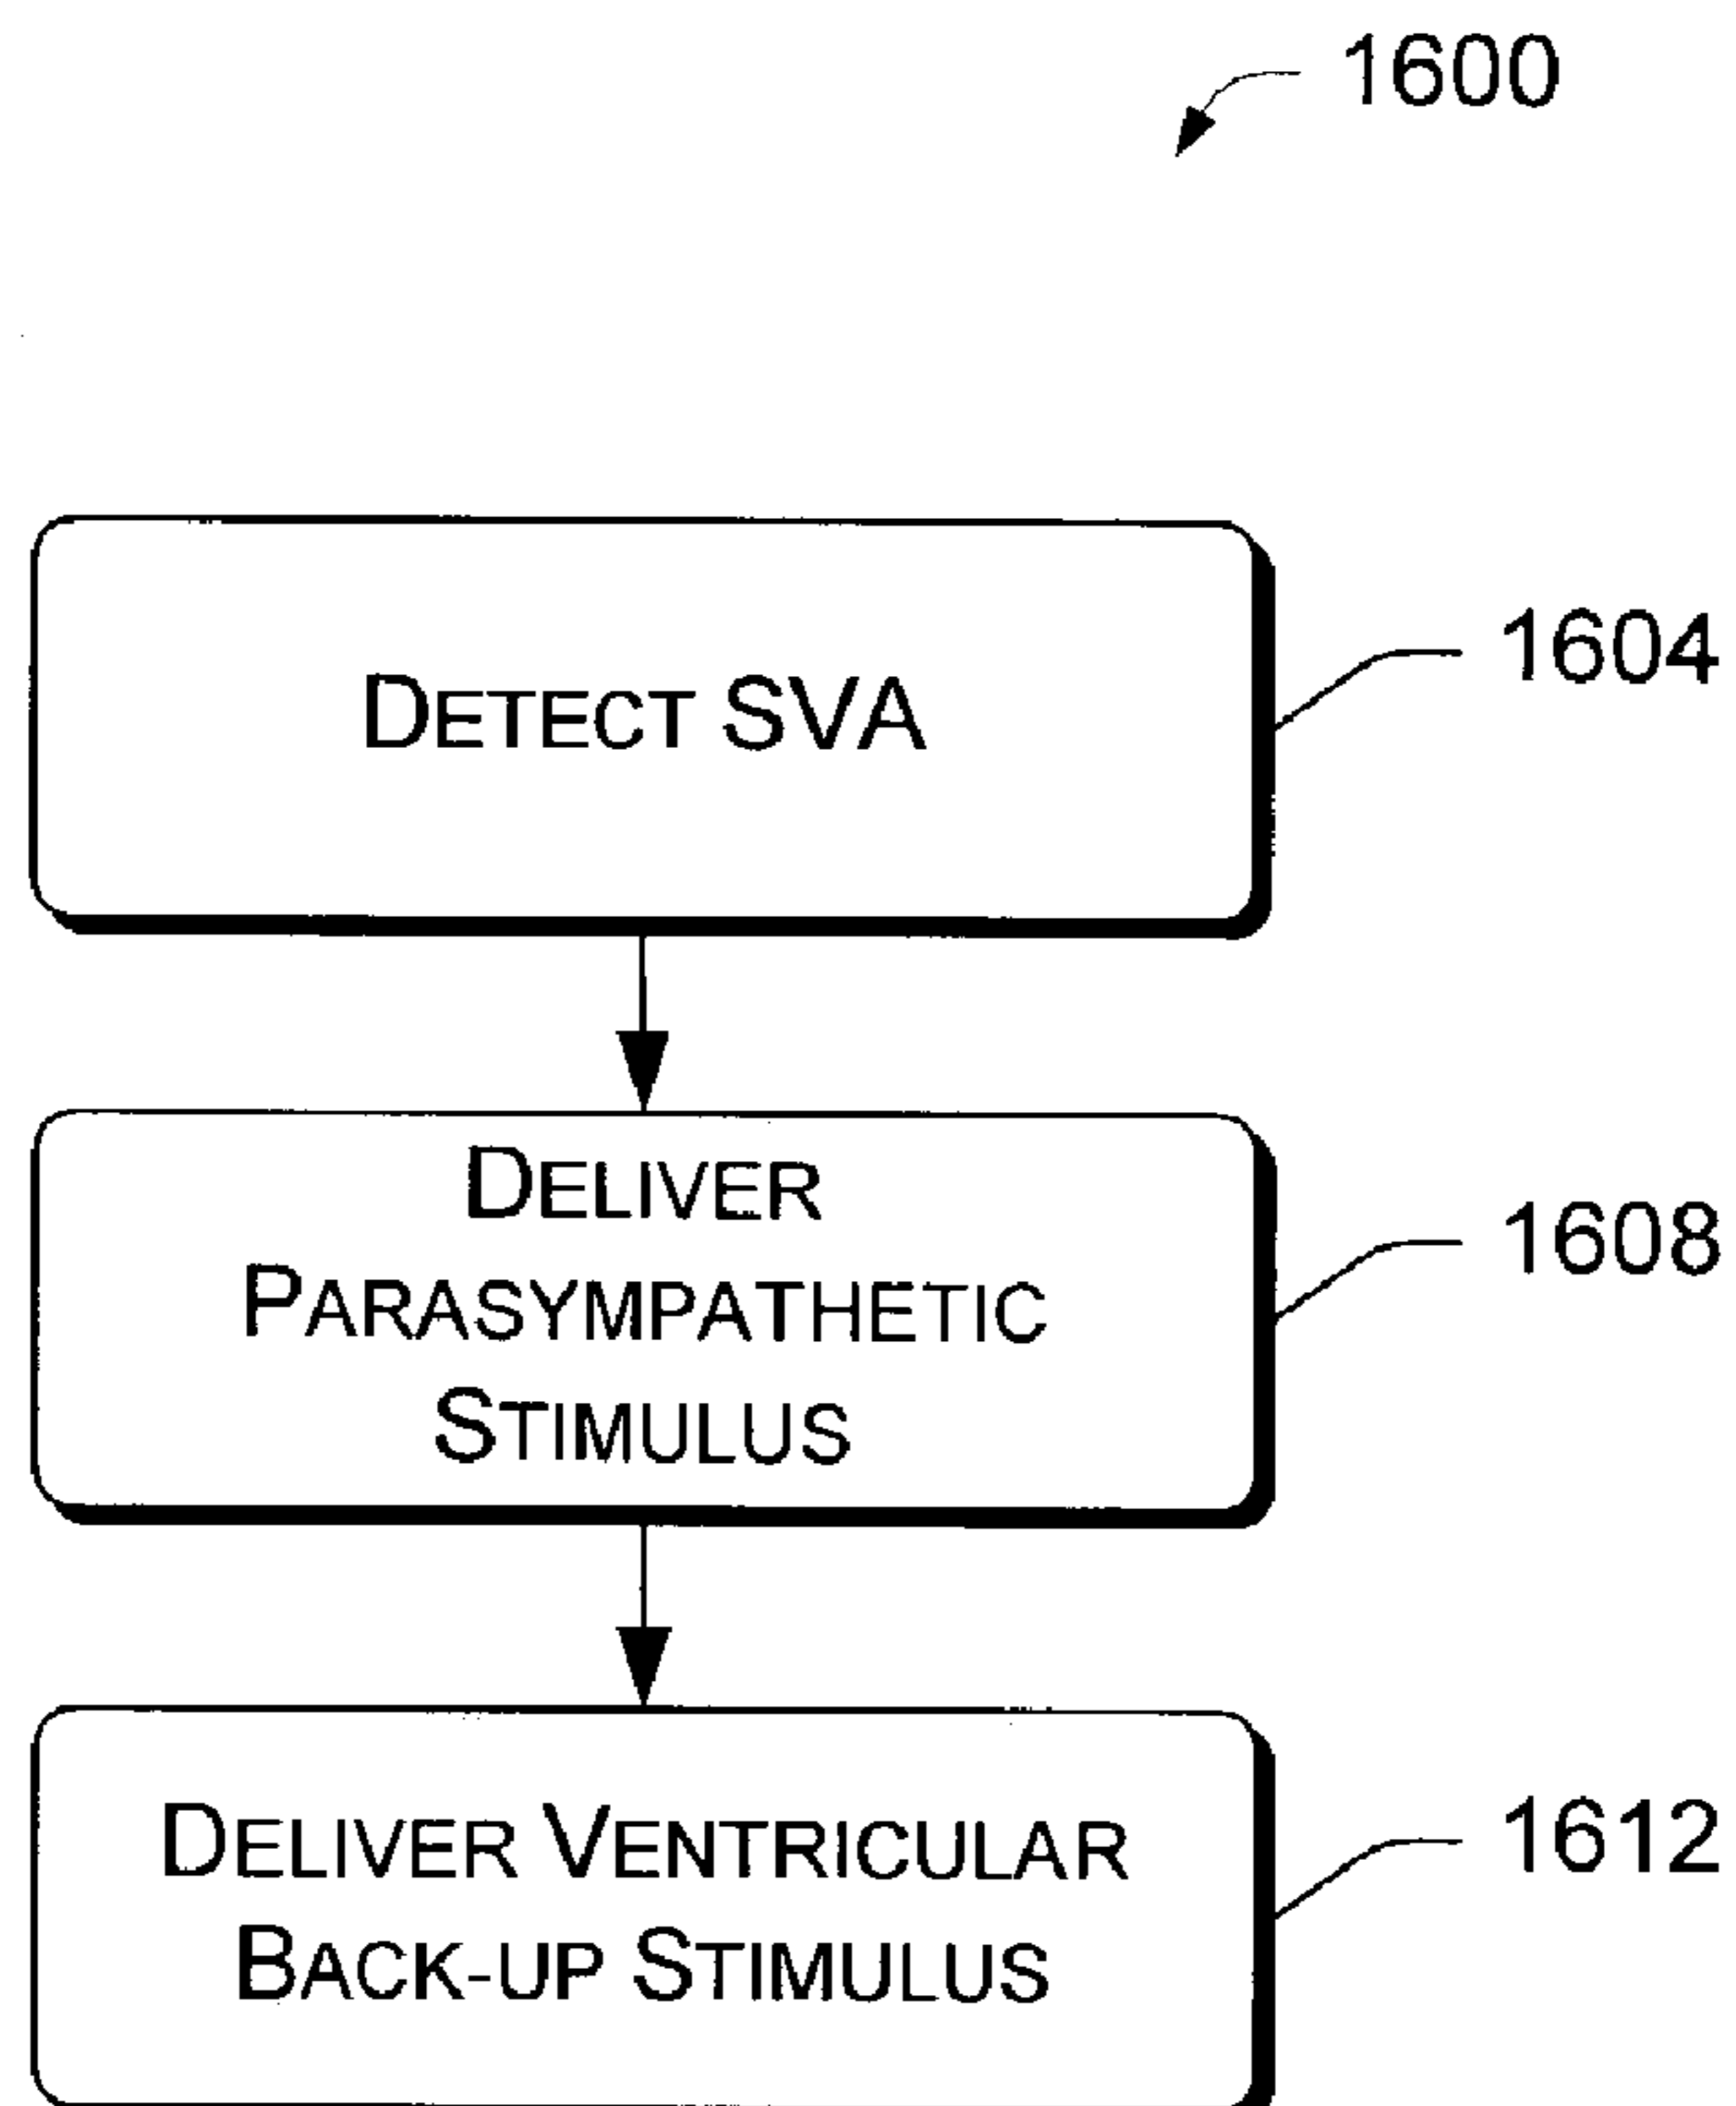 1600
DETECT SVA
1604
DELIVER
PARASYMPATHETIC
STIMULUS
1608
DELIVER VENTRICULAR
BACK-UP STIMULUS
1612